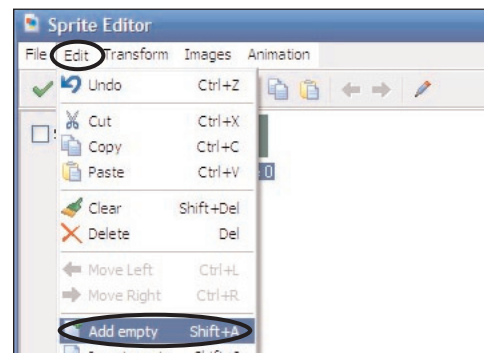 Sprite Editor
File Edit Transform Images Animation
Undo Ctrl+Z
Cut Ctrl+X
Copy Ctrl+C
Paste Ctrl+V
0
Clear Shift+Del
Delete Del
Move Left Ctrl+L
Move Right Ctrl+R
Add empty Shift+A